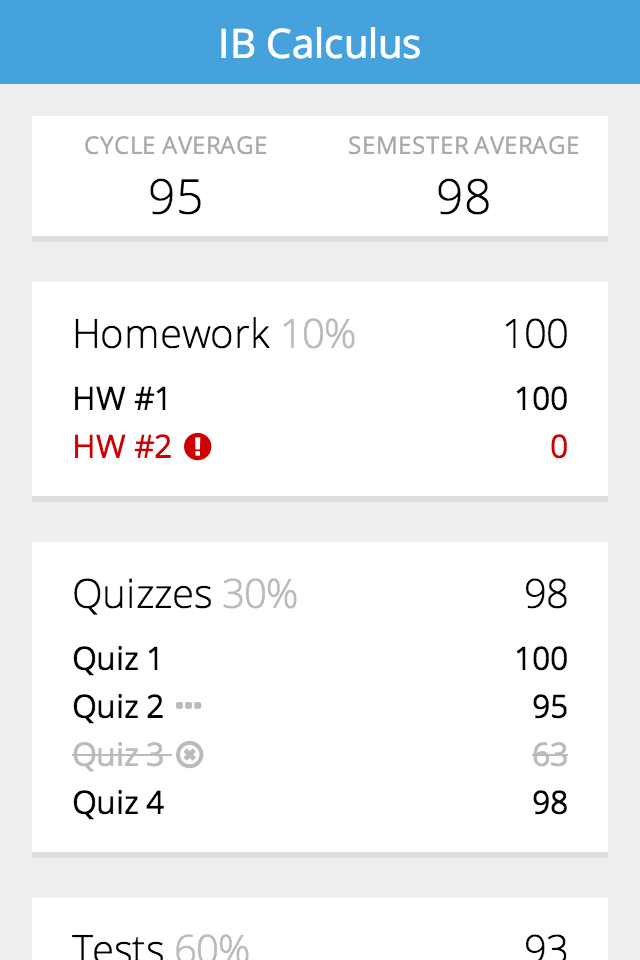 IB Calculus
CYCLE AVERAGE SEMESTER AVERAGE
95 98
Homework 10% 100
HW #1 100
HW #2 0
Quizzes 30% 98
Quiz 1 100
Quiz 2 95
Quiz 3 63
Quiz 4 98
Tests 60% 93